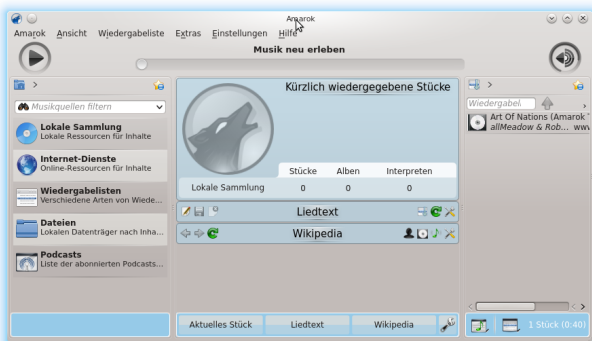 Amarok
Amarok Ansicht Wiedergabeliste Extras Einstellungen Hilfe
Musik neu erleben
Musikquellen filtern
Lokale Sammlung
Lokale Ressourcen für Inhalte
Internet-Dienste
Online-Ressourcen für Inhalte
Wiedergabelisten
Verschiedene Arten von Wiede...
Dateien
Lokalen Datenträger nach Inha...
Podcasts
Liste der abonnierten Podcasts...
Kürzlich wiedergegebene Stücke
Stücke Alben Interpreten
Lokale Sammlung 0 0 0
Liedtext
Wikipedia
Aktuelles Stück Liedtext Wikipedia
Wiedergabel
Art Of Nations (Amarok
allMeadow & Rob... www
1 Stück (0:40)